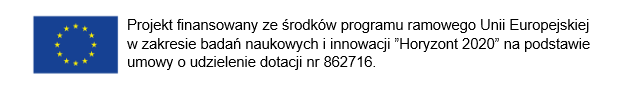 Projekt finansowany ze środków programu ramowego Unii Europejskiej
w zakresie badań naukowych i innowacji ”Horyzont 2020” na podstawie
umowy o udzielenie dotacji nr 862716.